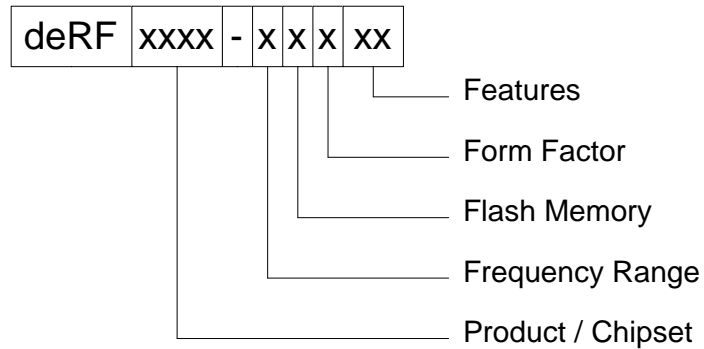 deRF xxxx - x x x xx
Features
Form Factor
Flash Memory
Frequency Range
Product / Chipset